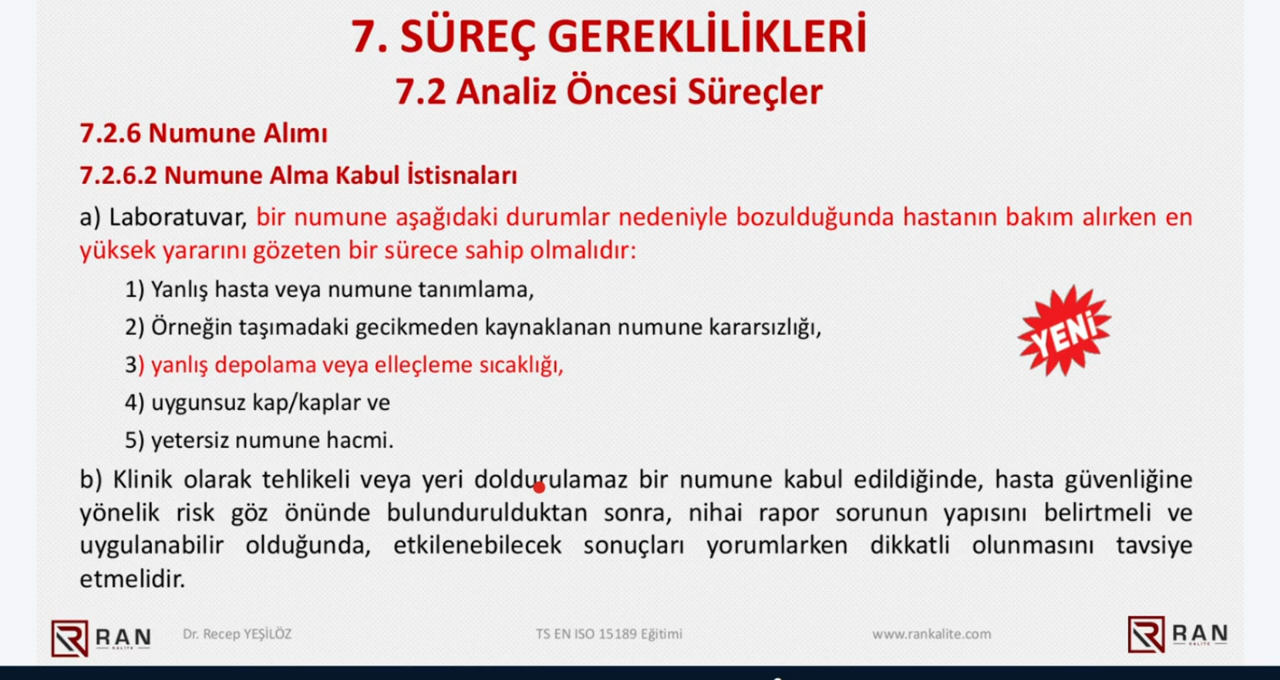 7. SÜREÇ GEREKLİLİKLERİ
7.2 Analiz Öncesi Süreçler
7.2.6 Numune Alımı
7.2.6.2 Numune Alma Kabul İstisnaları
a) Laboratuvar, bir numune aşağıdaki durumlar nedeniyle bozulduğunda hastanın bakım alırken en
yüksek yararını gözeten bir sürece sahip olmalıdır:
1) Yanlış hasta veya numune tanımlama,
2) Örneğin taşımadaki gecikmeden kaynaklanan numune kararsızlığı,
3) yanlış depolama veya elleçleme sıcaklığı,
YENİ
4) uygunsuz kap/kaplar ve
5) yetersiz numune hacmi.
b) Klinik olarak tehlikeli veya yeri doldurulamaz bir numune kabul edildiğinde, hasta güvenliğine
yönelik risk göz önünde bulundurulduktan sonra, nihai rapor sorunun yapısını belirtmeli ve
uygulanabilir olduğunda, etkilenebilecek sonuçları yorumlarken dikkatli olunmasını tavsiye
etmelidir.
RAN
KALİTE
Dr. Recep YEŞİLÖZ
TS EN ISO 15189 Eğitimi
www.rankalite.com
RAN
KALİTE